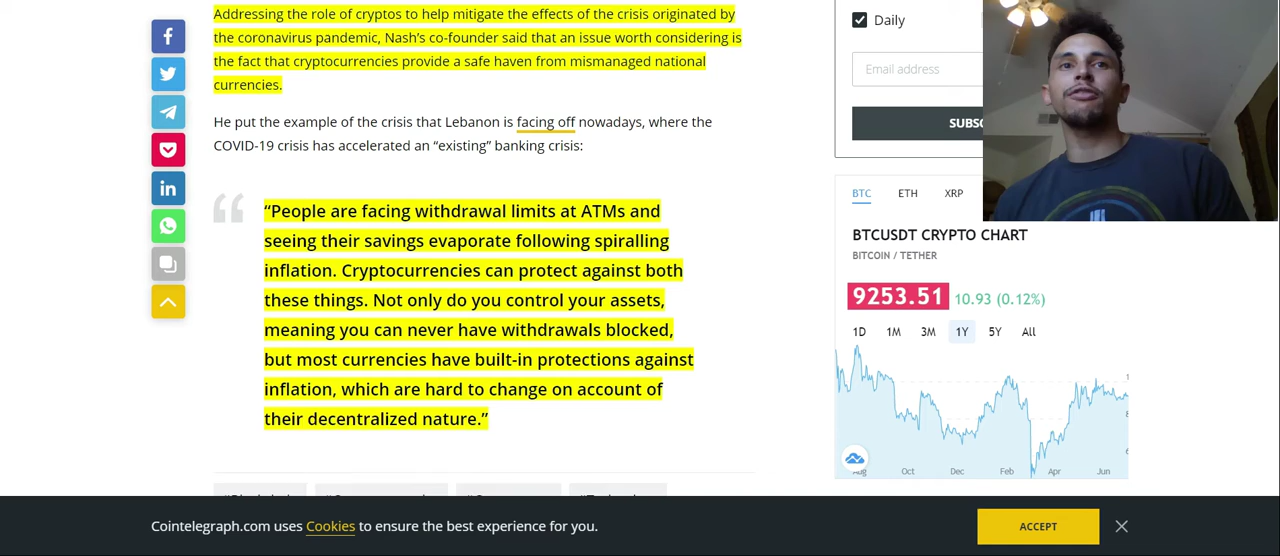 Addressing the role of cryptos to help mitigate the effects of the crisis originated by
the coronavirus pandemic, Nash's co-founder said that an issue worth considering is
the fact that cryptocurrencies provide a safe haven from mismanaged national
currencies.
He put the example of the crisis that Lebanon is facing off nowadays, where the
COVID-19 crisis has accelerated an “existing” banking crisis:
“People are facing withdrawal limits at ATMs and
seeing their savings evaporate following spiralling
inflation. Cryptocurrencies can protect against both
these things. Not only do you control your assets,
meaning you can never have withdrawals blocked,
but most currencies have built-in protections against
inflation, which are hard to change on account of
their decentralized nature.”
Daily
Email address
SUBSC
BTC ETH XRP
BTCUSDT CRYPTO CHART
BITCOIN / TETHER
9253.51 10.93 (0.12%)
1D 1M 3M 1Y 5Y All
Aug Oct Dec Feb Apr Jun
Cointelegraph.com uses Cookies to ensure the best experience for you.
ACCEPT